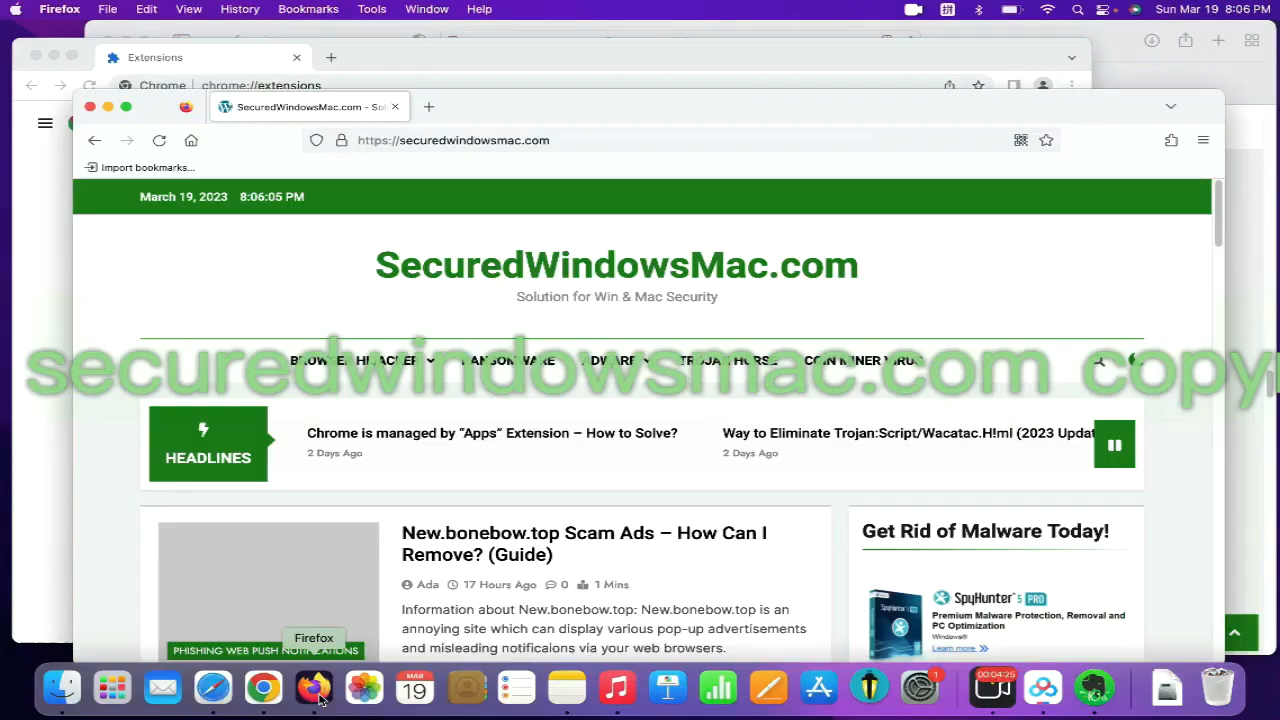 Firefox File Edit View History Bookmarks Tools Window Help Sun Mar 19 8:06 PM
Extensions
Chrome chrome://extensions
SecuredWindowsMac.com - Sol
https://securedwindowsmac.com
Import bookmarks...
March 19, 2023 8:06:05 PM
SecuredWindowsMac.com
Solution for Win & Mac Security
BROWSER HIJACKER RANSOMWARE ADWARE TROJAN HORSE COIN MINER VIRUS
securedwindowsmac.com copy
HEADLINES
Chrome is managed by “Apps” Extension – How to Solve?
2 Days Ago
Way to Eliminate Trojan:Script/Wacatac.H!ml (2023 Updat
2 Days Ago
New.bonebow.top Scam Ads – How Can I
Remove? (Guide)
Ada 17 Hours Ago 0 1 Mins
Information about New.bonebow.top: New.bonebow.top is an
annoying site which can display various pop-up advertisements
and misleading notificaions via your web browsers.
PHISHING WEB PUSH NOTIFICATIONS
Get Rid of Malware Today!
SpyHunter 5 PRO
Premium Malware Protection, Removal and
PC Optimization
Windows®
Learn more
Firefox
MAR
19
1
00:04:25